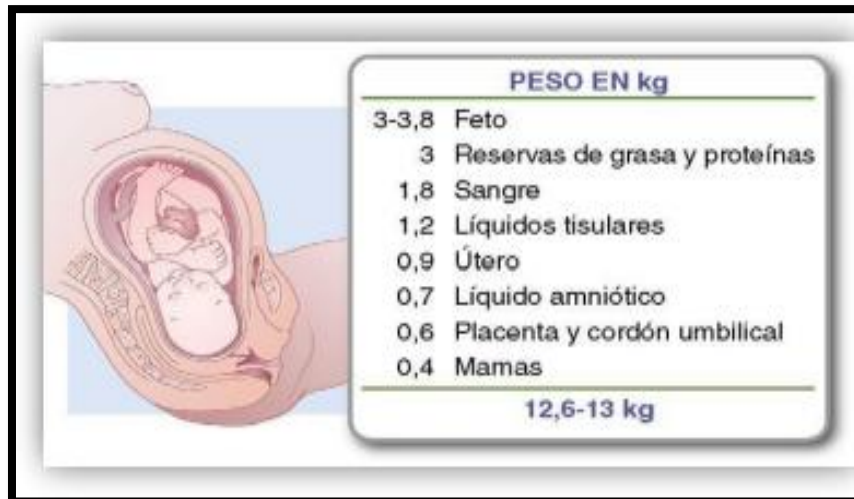 PESO EN kg
3-3,8 Feto
3 Reservas de grasa y proteínas
1,8 Sangre
1,2 Líquidos tisulares
0,9 Útero
0,7 Líquido amniótico
0,6 Placenta y cordón umbilical
0,4 Mamas
12,6-13 kg